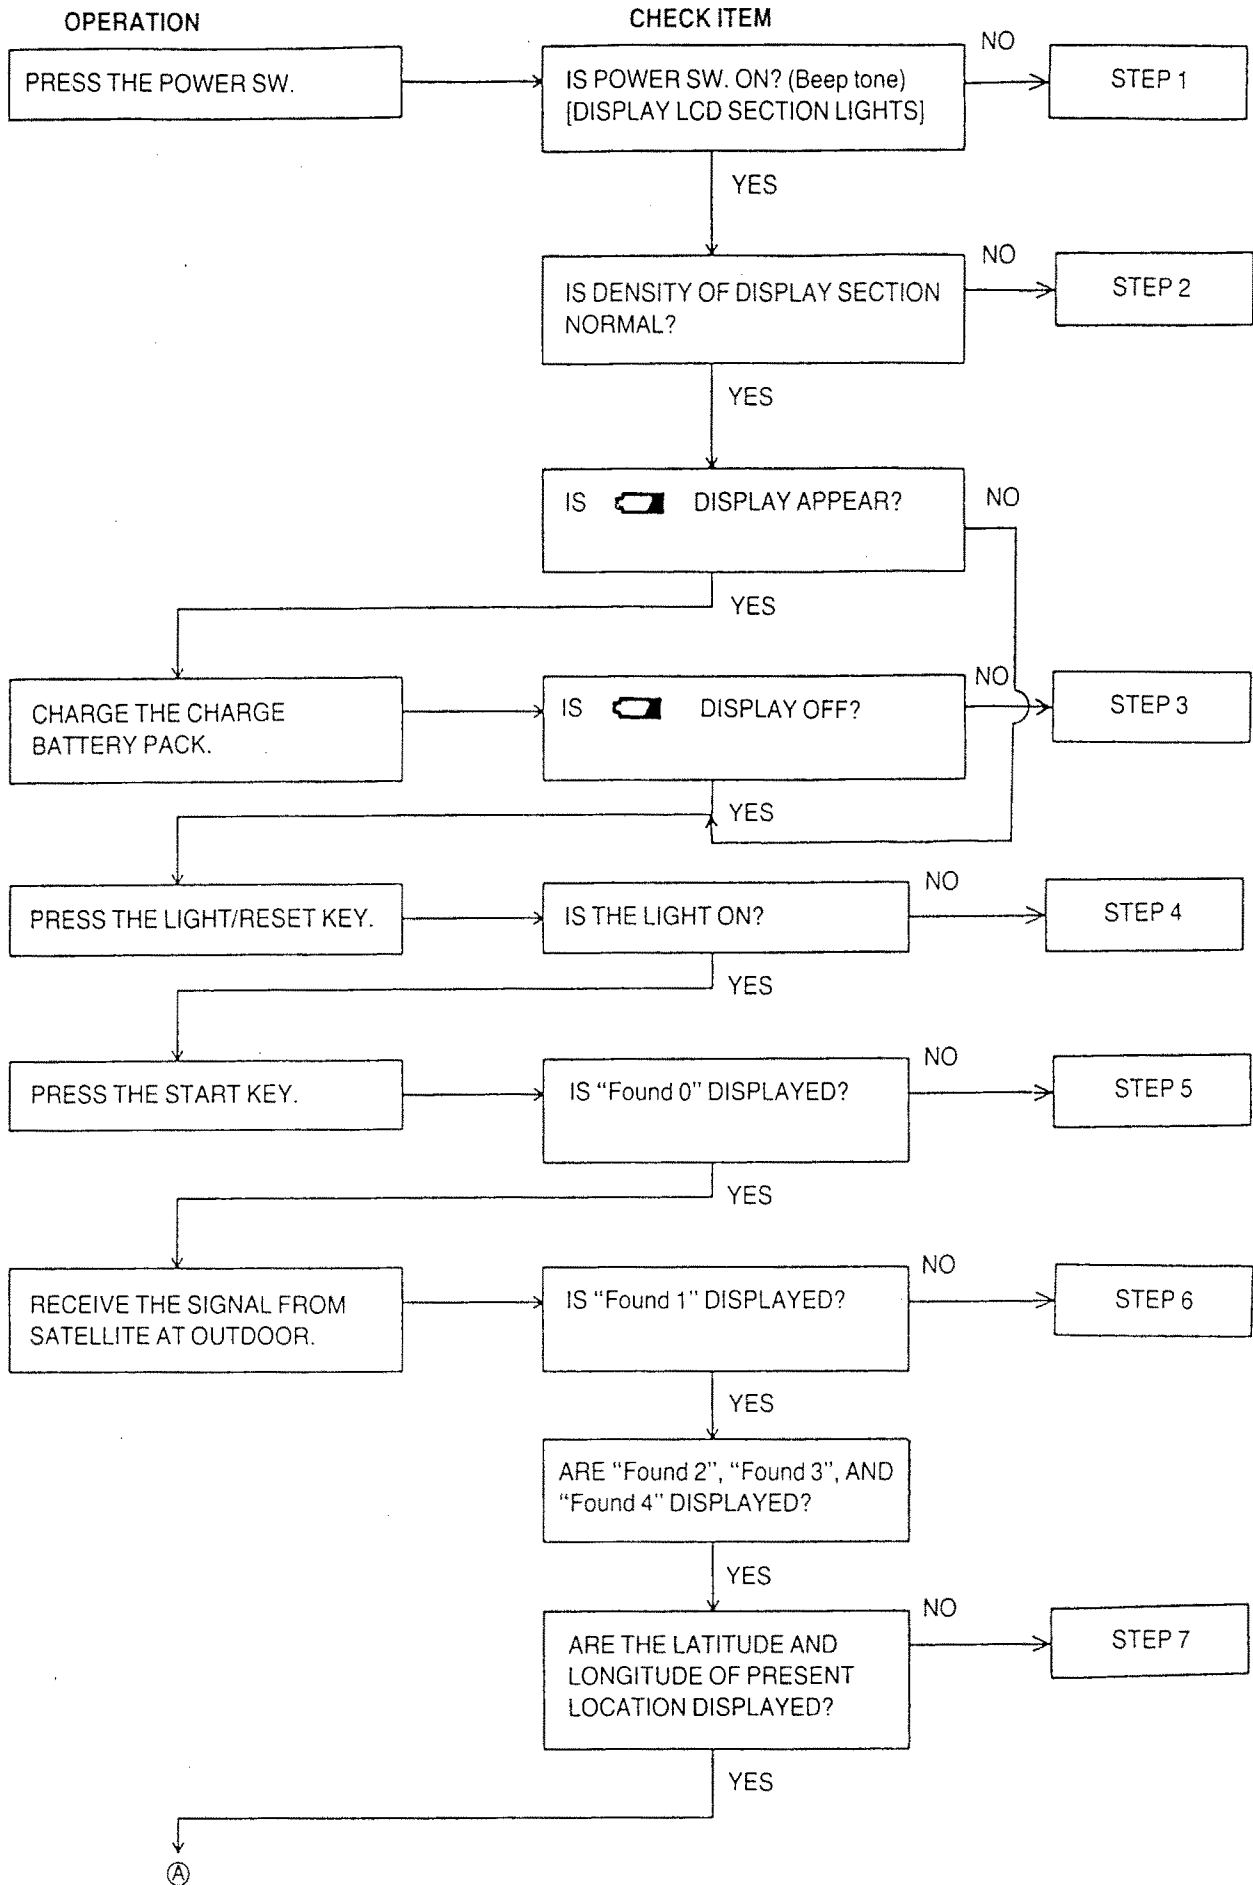 OPERATION
CHECK ITEM
PRESS THE POWER SW.
IS POWER SW. ON? (Beep tone)
[DISPLAY LCD SECTION LIGHTS]
NO
STEP 1
YES
IS DENSITY OF DISPLAY SECTION
NORMAL?
NO
STEP 2
YES
IS DISPLAY APPEAR?
NO
YES
CHARGE THE CHARGE
BATTERY PACK.
IS DISPLAY OFF?
NO
STEP 3
YES
PRESS THE LIGHT/RESET KEY.
IS THE LIGHT ON?
NO
STEP 4
YES
PRESS THE START KEY.
IS "Found 0" DISPLAYED?
NO
STEP 5
YES
RECEIVE THE SIGNAL FROM
SATELLITE AT OUTDOOR.
IS "Found 1" DISPLAYED?
NO
STEP 6
YES
ARE "Found 2", "Found 3", AND
"Found 4" DISPLAYED?
YES
ARE THE LATITUDE AND
LONGITUDE OF PRESENT
LOCATION DISPLAYED?
NO
STEP 7
YES
Ⓐ